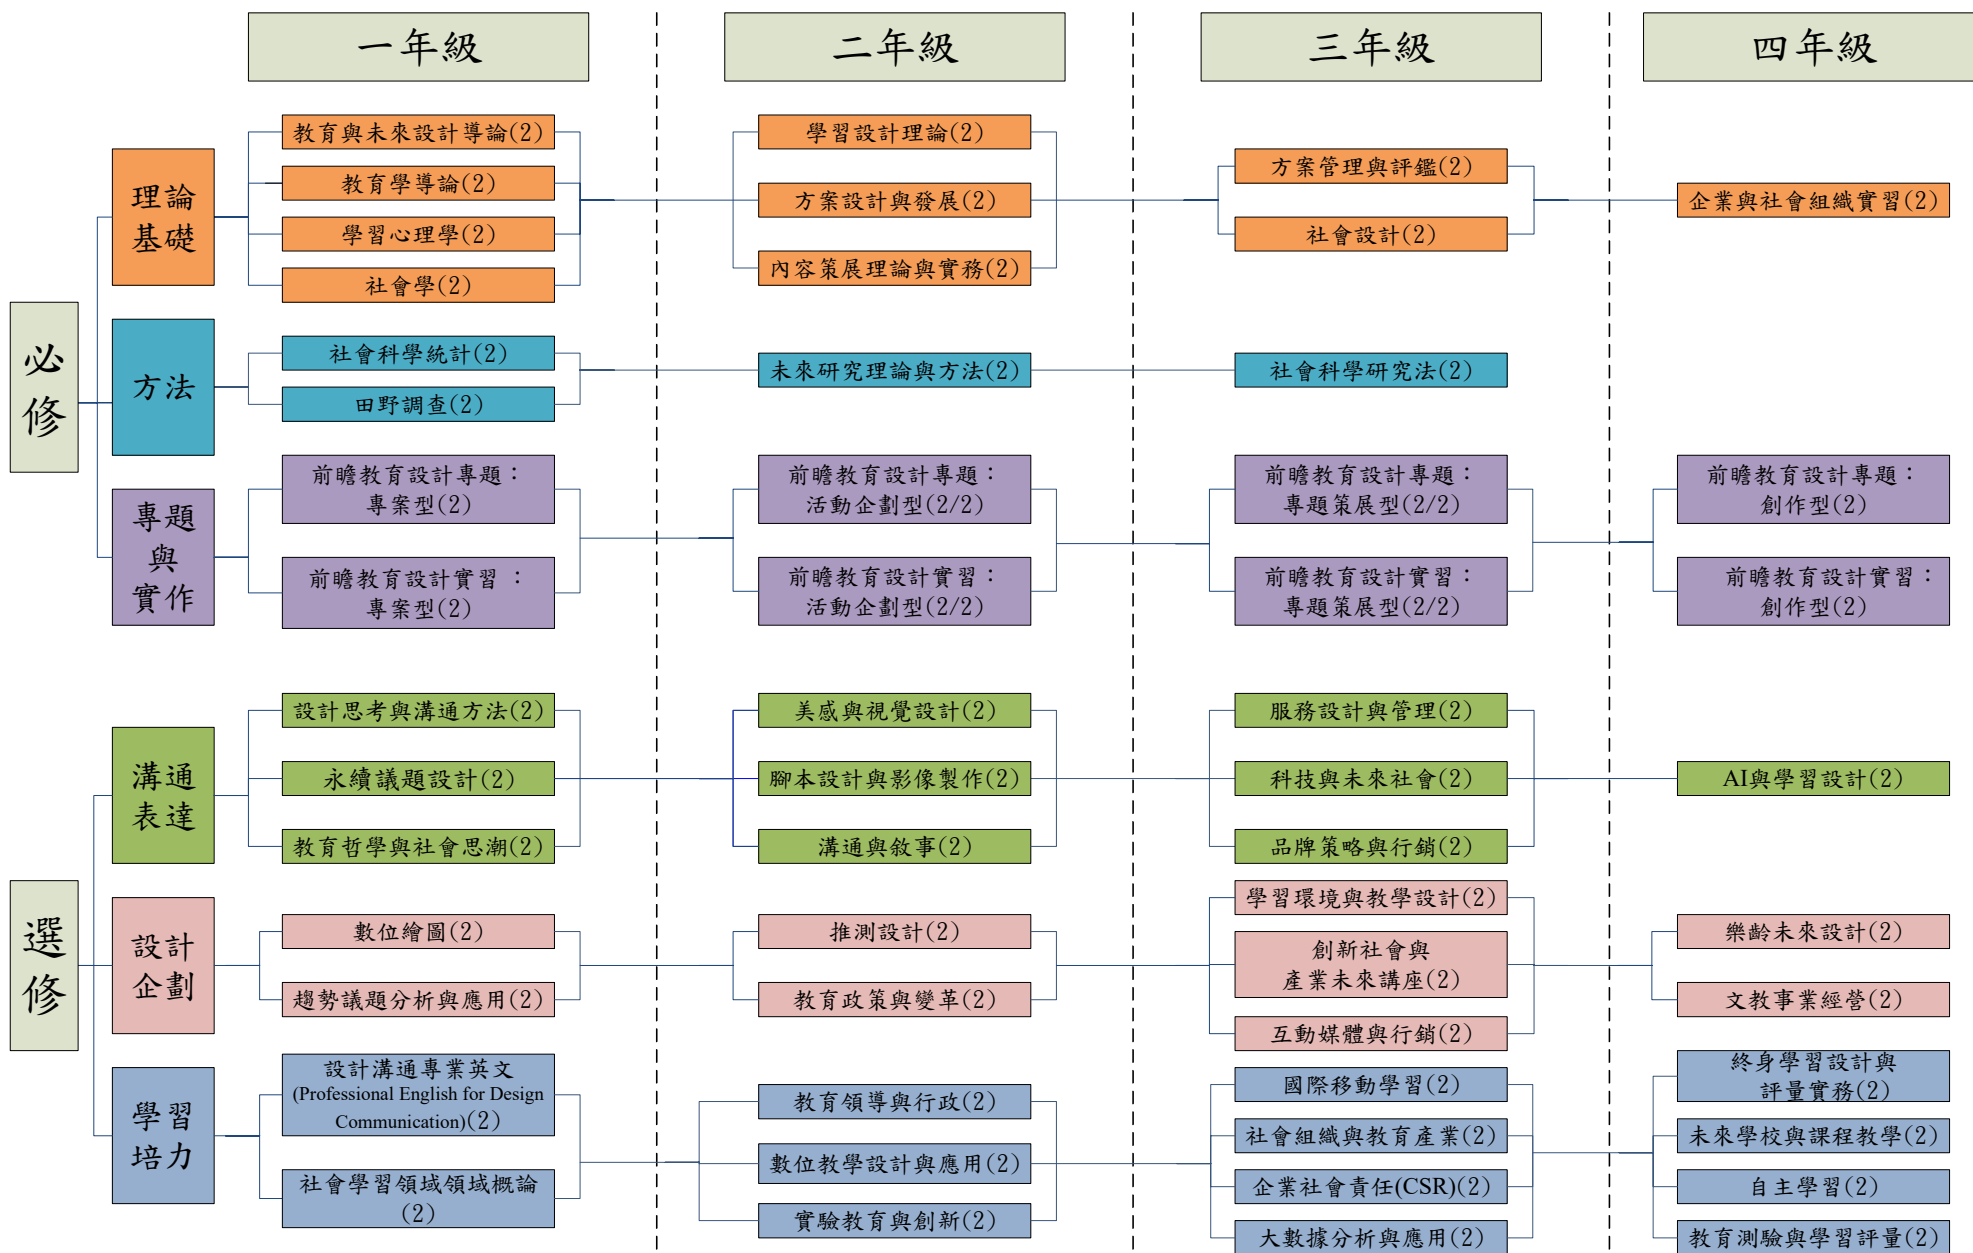 一年級
二年級
三年級
四年級
必修
理論
基礎
教育與未來設計導論(2)
教育學導論(2)
學習心理學(2)
社會學(2)
學習設計理論(2)
方案設計與發展(2)
內容策展理論與實務(2)
方案管理與評鑑(2)
社會設計(2)
企業與社會組織實習(2)
方法
社會科學統計(2)
田野調查(2)
未來研究理論與方法(2)
社會科學研究法(2)
專題
與
實作
前瞻教育設計專題：
專案型(2)
前瞻教育設計實習：
專案型(2)
前瞻教育設計專題：
活動企劃型(2/2)
前瞻教育設計實習：
活動企劃型(2/2)
前瞻教育設計專題：
專題策展型(2/2)
前瞻教育設計實習：
專題策展型(2/2)
前瞻教育設計專題：
創作型(2)
前瞻教育設計實習：
創作型(2)
選修
溝通
表達
設計思考與溝通方法(2)
永續議題設計(2)
教育哲學與社會思潮(2)
美感與視覺設計(2)
腳本設計與影像製作(2)
溝通與敘事(2)
服務設計與管理(2)
科技與未來社會(2)
品牌策略與行銷(2)
AI與學習設計(2)
設計
企劃
數位繪圖(2)
趨勢議題分析與應用(2)
推測設計(2)
教育政策與變革(2)
學習環境與教學設計(2)
創新社會與
產業未來講座(2)
互動媒體與行銷(2)
樂齡未來設計(2)
文教事業經營(2)
學習
培力
設計溝通專業英文
(Professional English for Design
Communication)(2)
社會學習領域領域概論
(2)
教育領導與行政(2)
數位教學設計與應用(2)
實驗教育與創新(2)
國際移動學習(2)
社會組織與教育產業(2)
企業社會責任(CSR)(2)
大數據分析與應用(2)
終身學習設計與
評量實務(2)
未來學校與課程教學(2)
自主學習(2)
教育測驗與學習評量(2)